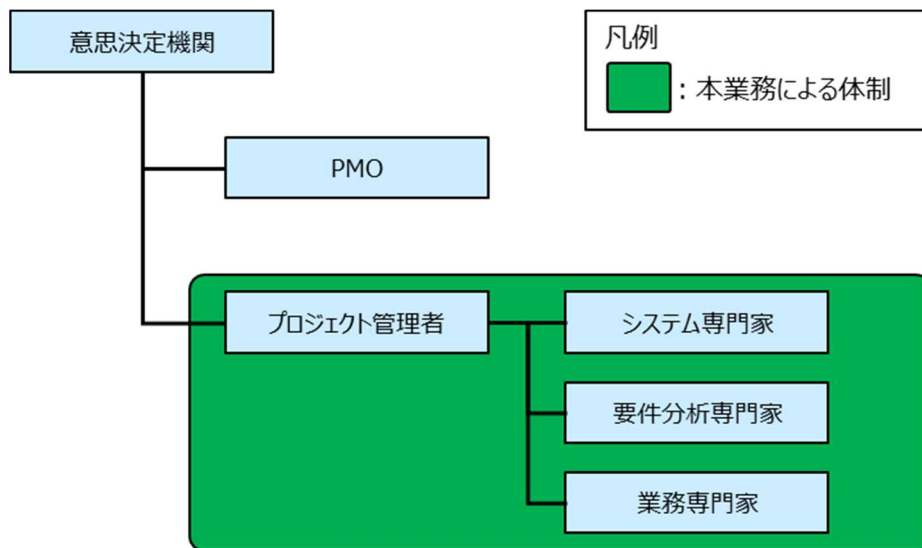 意思決定機関
凡例
：本業務による体制
PMO
プロジェクト管理者
システム専門家
要件分析専門家
業務専門家